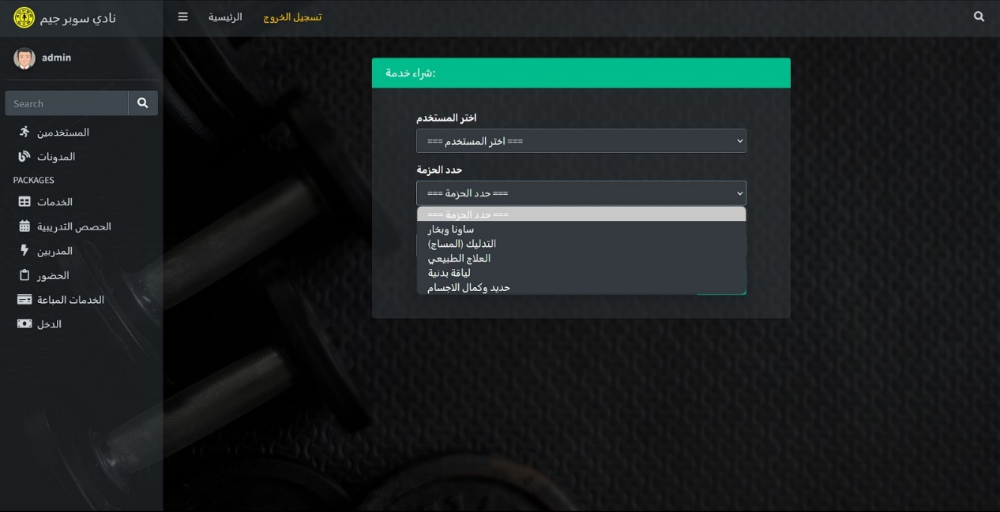 نادي سوبر جيم
الرئيسية
تسجيل الخروج
admin
Search
المستخدمين
المدونات
PACKAGES
الخدمات
الحصص التدريبية
المدربين
الحضور
الخدمات المباعة
الدخل
شراء خدمة:
اختر المستخدم
=== اختر المستخدم ===
حدد الحزمة
=== حدد الحزمة ===
=== حدد الحزمة ===
ساونا وبخار
التدليك (المساج)
العلاج الطبيعي
لياقة بدنية
حديد وكمال الاجسام